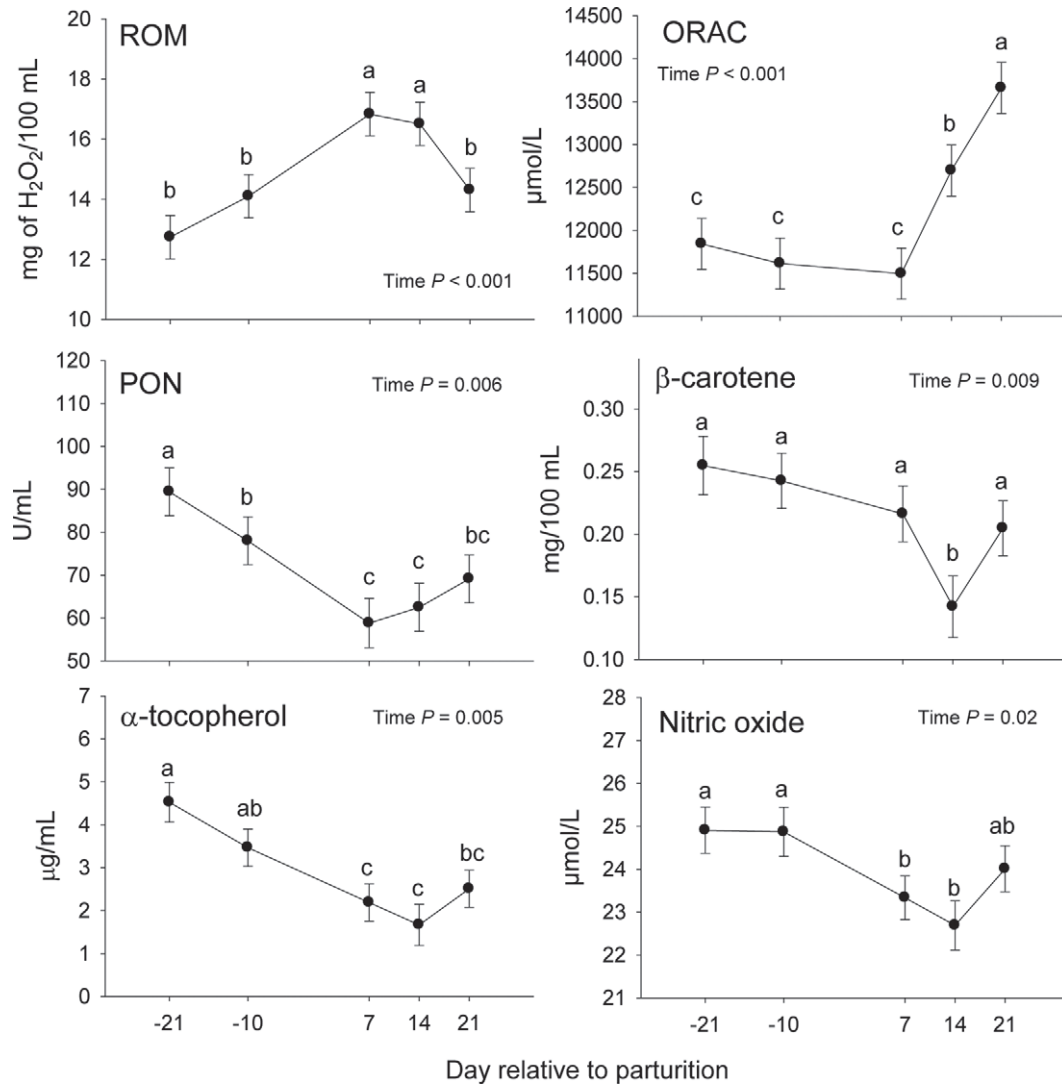 ROM
Time P < 0.001
mg of H₂O₂/100 mL
20
18
16
14
12
10
b
b
a
a
b
ORAC
Time P < 0.001
µmol/L
14500
14000
13500
13000
12500
12000
11500
11000
c
c
c
b
a
PON
Time P = 0.006
U/mL
120
110
100
90
80
70
60
50
a
b
c
c
bc
β-carotene
Time P = 0.009
mg/100 mL
0.30
0.25
0.20
0.15
0.10
a
a
a
b
a
α-tocopherol
Time P = 0.005
µg/mL
7
6
5
4
3
2
1
0
a
ab
c
c
bc
-21 -10 7 14 21
Nitric oxide
Time P = 0.02
µmol/L
28
27
26
25
24
23
22
21
a
a
b
b
ab
-21 -10 7 14 21
Day relative to parturition